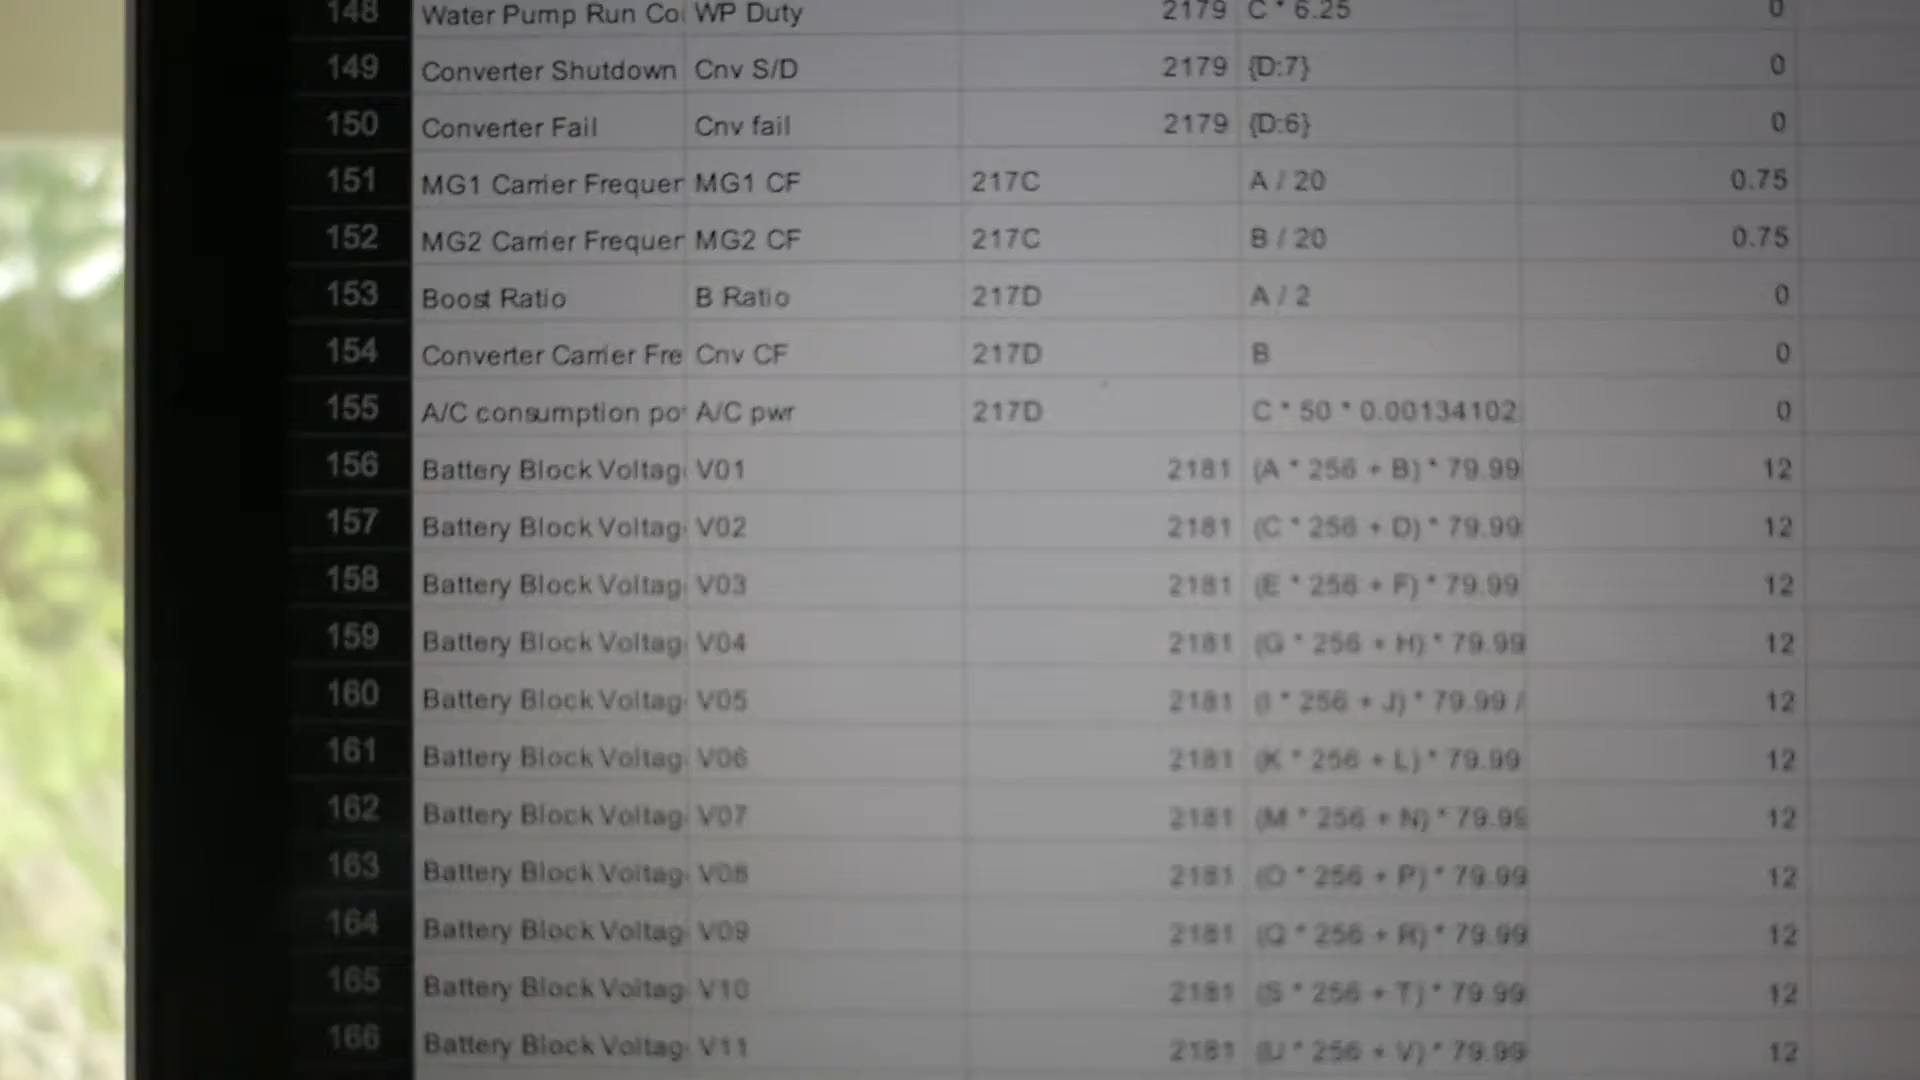 148 Water Pump Run Co WP Duty 2179 C * 6.25 0
149 Converter Shutdown Cnv S/D 2179 {D:7} 0
150 Converter Fail Cnv fail 2179 {D:6} 0
151 MG1 Carrier Frequer MG1 CF 217C A / 20 0.75
152 MG2 Carrier Frequer MG2 CF 217C B / 20 0.75
153 Boost Ratio B Ratio 217D A / 2 0
154 Converter Carrier Fre Cnv CF 217D B 0
155 A/C consumption po A/C pwr 217D C * 50 * 0.00134102 0
156 Battery Block Voltag V01 2181 (A * 256 + B) * 79.99 12
157 Battery Block Voltag V02 2181 (C * 256 + D) * 79.99 12
158 Battery Block Voltag V03 2181 (E * 256 + F) * 79.99 12
159 Battery Block Voltag V04 2181 (G * 256 + H) * 79.99 12
160 Battery Block Voltag V05 2181 (I * 256 + J) * 79.99 / 12
161 Battery Block Voltag V06 2181 (K * 256 + L) * 79.99 12
162 Battery Block Voltag V07 2181 (M * 256 + N) * 79.99 12
163 Battery Block Voltag V08 2181 (O * 256 + P) * 79.99 12
164 Battery Block Voltag V09 2181 (Q * 256 + R) * 79.99 12
165 Battery Block Voltag V10 2181 (S * 256 + T) * 79.99 12
166 Battery Block Voltag V11 2181 (U * 256 + V) * 79.99 12